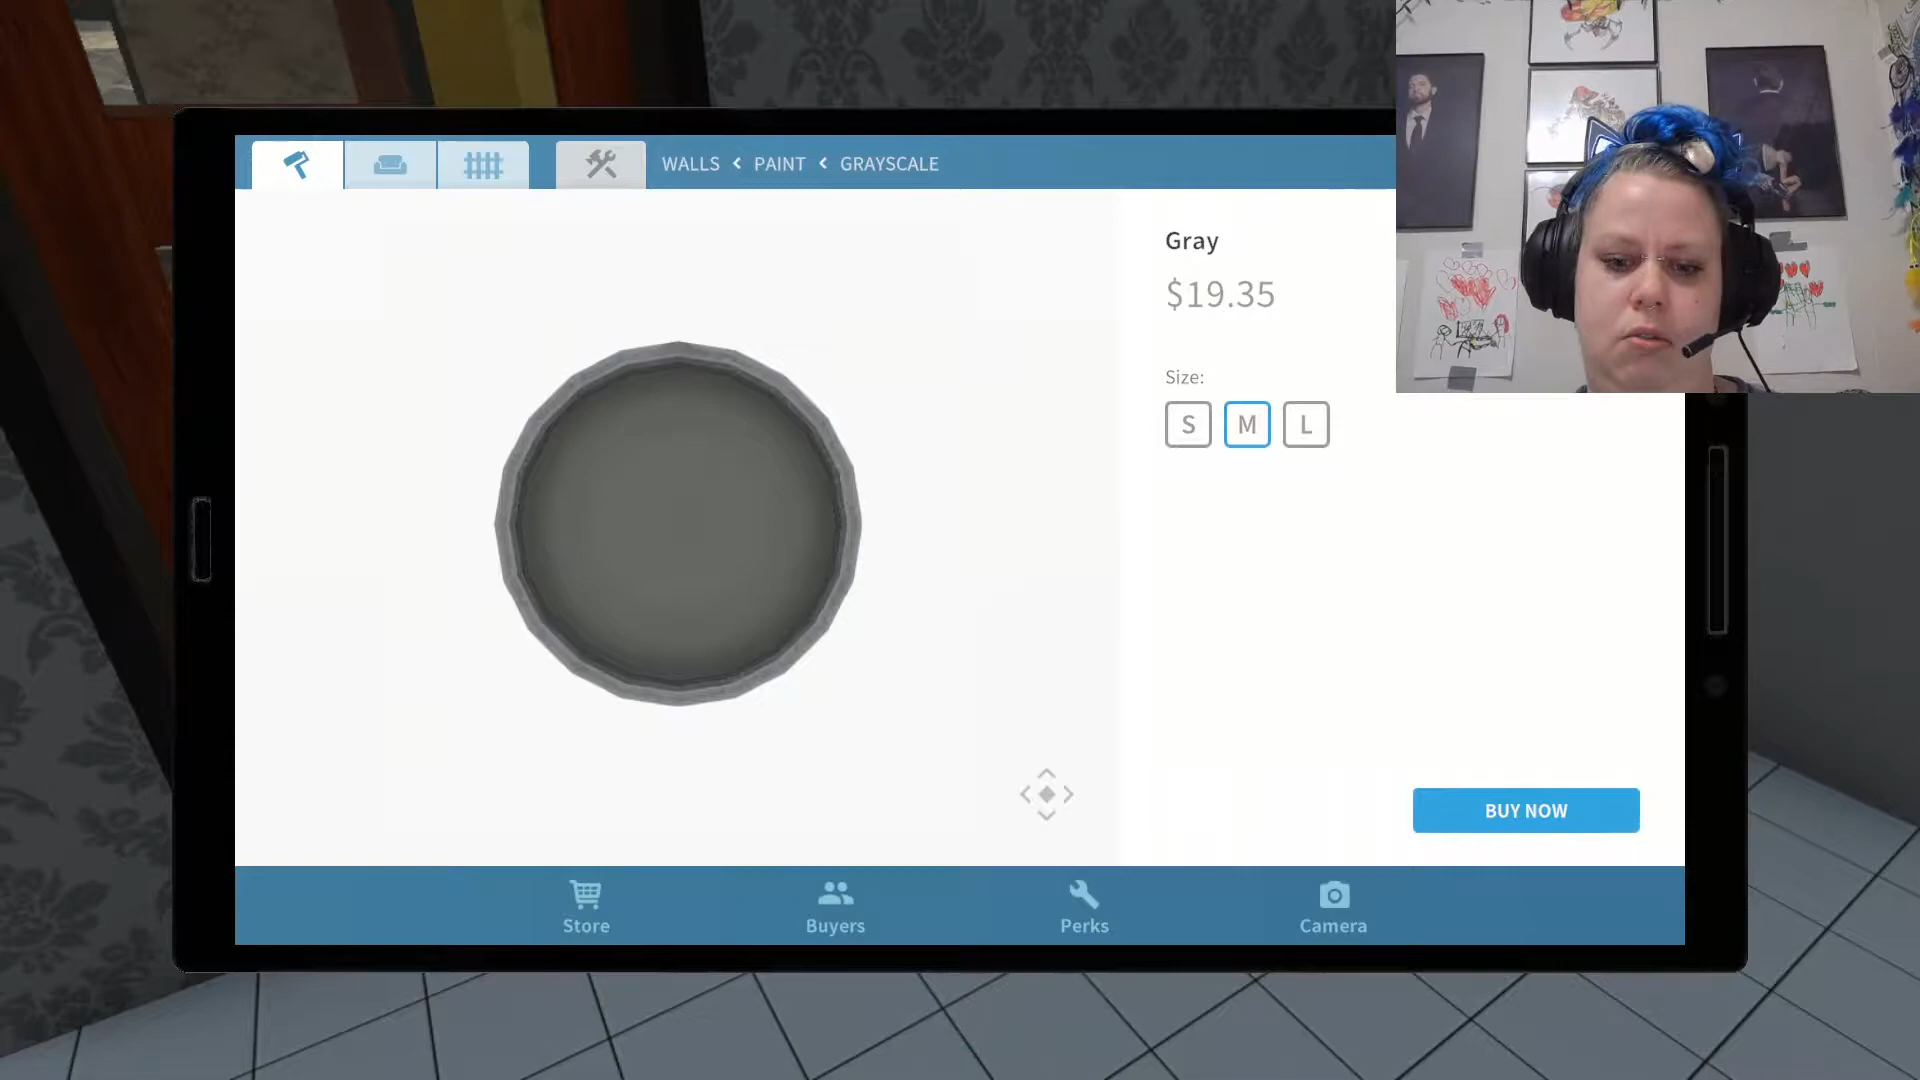 WALLS < PAINT < GRAYSCALE
Gray
$19.35
Size:
S M L
BUY NOW
Store Buyers Perks Camera